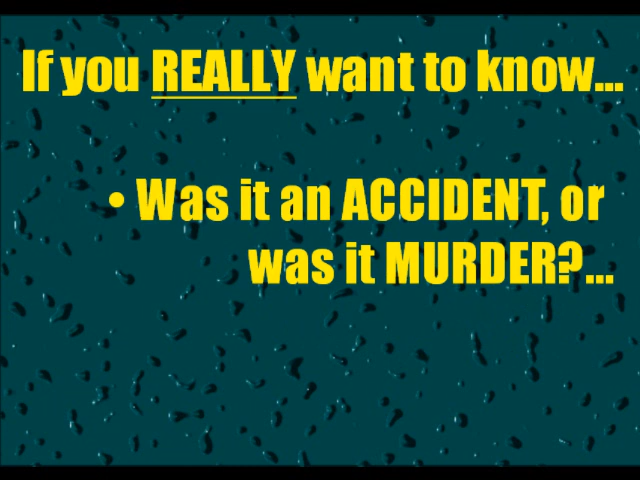 If you REALLY want to know...
• Was it an ACCIDENT, or
was it MURDER?...